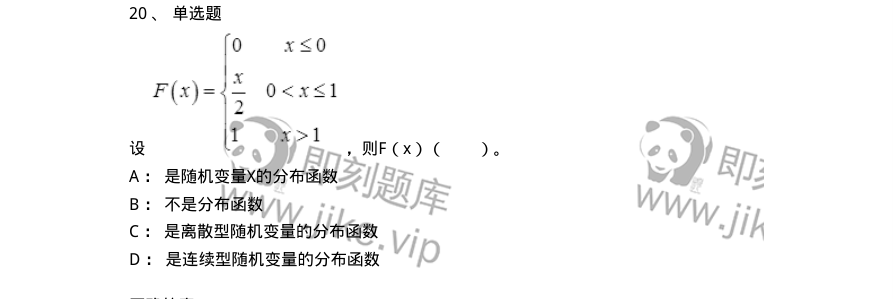 20 、 单选题
0 x ≤ 0
F(x) = { x/2 0 < x ≤ 1
1 x > 1
设 ，则F（x）（ ）。
A ： 是随机变量X的分布函数
B ： 不是分布函数
C ： 是离散型随机变量的分布函数
D ： 是连续型随机变量的分布函数
即刻题库
www.jike.vip
即刻
www.jik